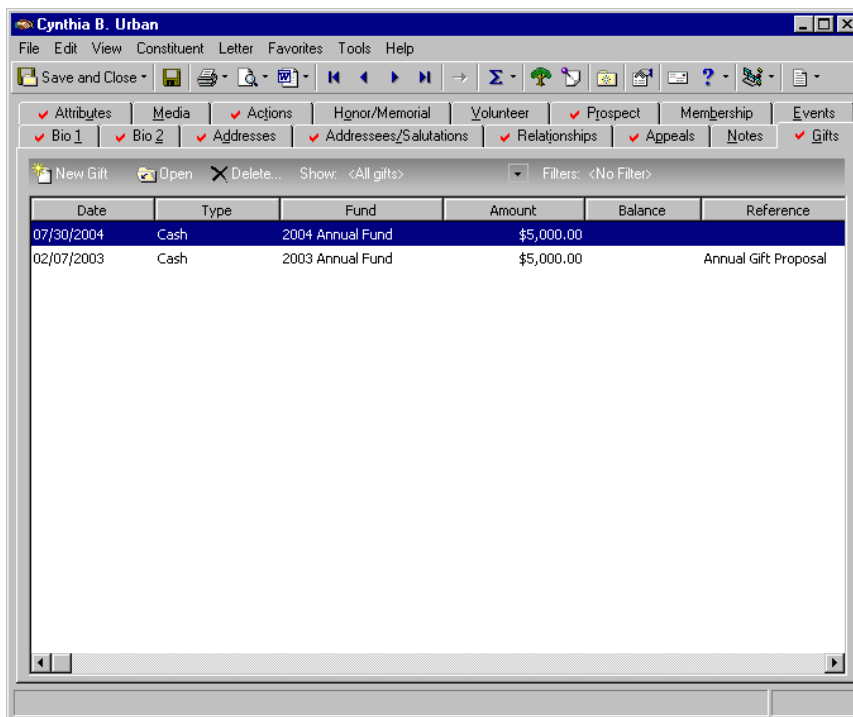 Cynthia B. Urban
File Edit View Constituent Letter Favorites Tools Help
Save and Close
Attributes Media Actions Honor/Memorial Volunteer Prospect Membership Events
Bio 1 Bio 2 Addresses Addressees/Salutations Relationships Appeals Notes Gifts
New Gift Open Delete... Show: <All gifts> Filters: <No Filter>
Date Type Fund Amount Balance Reference
07/30/2004 Cash 2004 Annual Fund $5,000.00
02/07/2003 Cash 2003 Annual Fund $5,000.00 Annual Gift Proposal